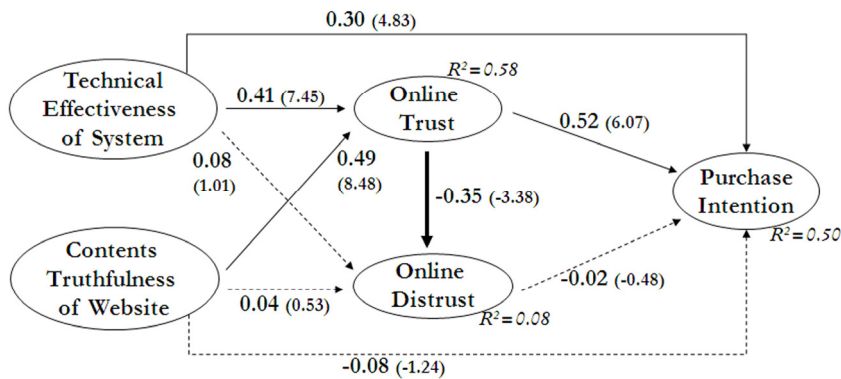 0.30 (4.83)
Technical
Effectiveness
of System
R²=0.58
0.41 (7.45)
Online
Trust
0.52 (6.07)
0.08
(1.01)
0.49
(8.48)
-0.35 (-3.38)
Purchase
Intention
R²=0.50
Contents
Truthfulness
of Website
0.04 (0.53)
Online
Distrust
R²=0.08
-0.02 (-0.48)
-0.08 (-1.24)